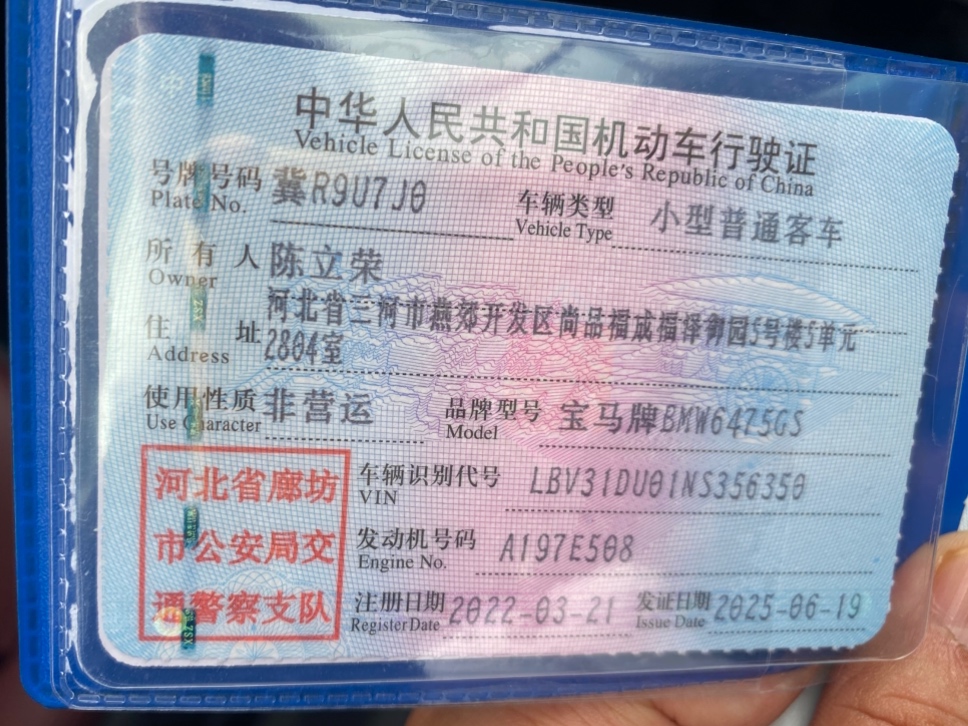 中华人民共和国机动车行驶证
Vehicle License of the People's Republic of China
号牌号码 冀R9U7J0 车辆类型 小型普通客车
Plate No. Vehicle Type
所有人 陈立荣
Owner
住址 河北省三河市燕郊开发区尚品福成福泽御园5号楼5单元
Address 2804室
使用性质 非营运 品牌型号 宝马牌BMW6475GS
Use Character Model
车辆识别代号 LBV31DU01NS356350
VIN
发动机号码 A197E508
Engine No.
注册日期 2022-03-21 发证日期 2025-06-19
Register Date Issue Date
河北省廊坊
市公安局交
通警察支队